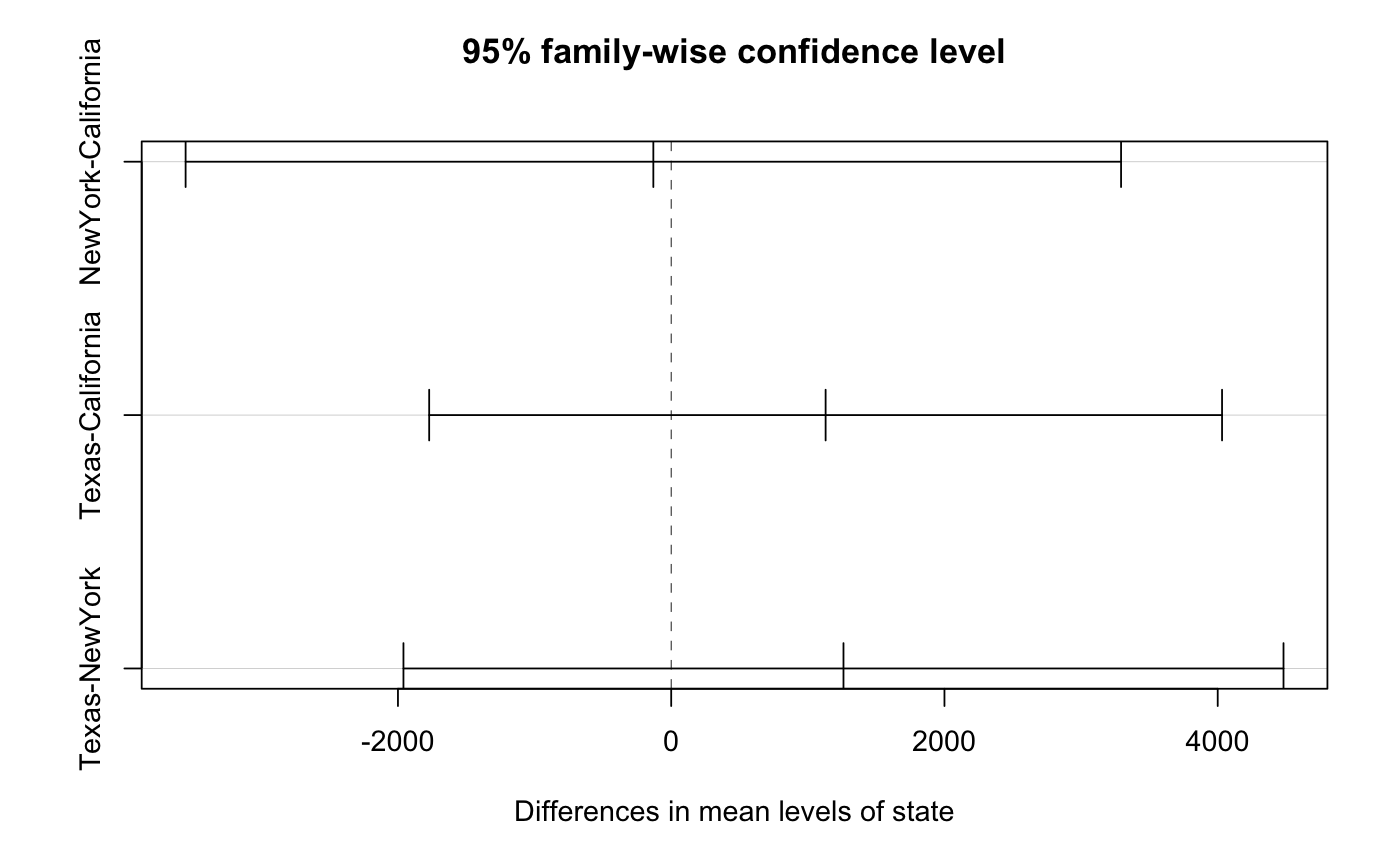 95% family-wise confidence level
NewYork-California
Texas-California
Texas-NewYork
-2000 0 2000 4000
Differences in mean levels of state